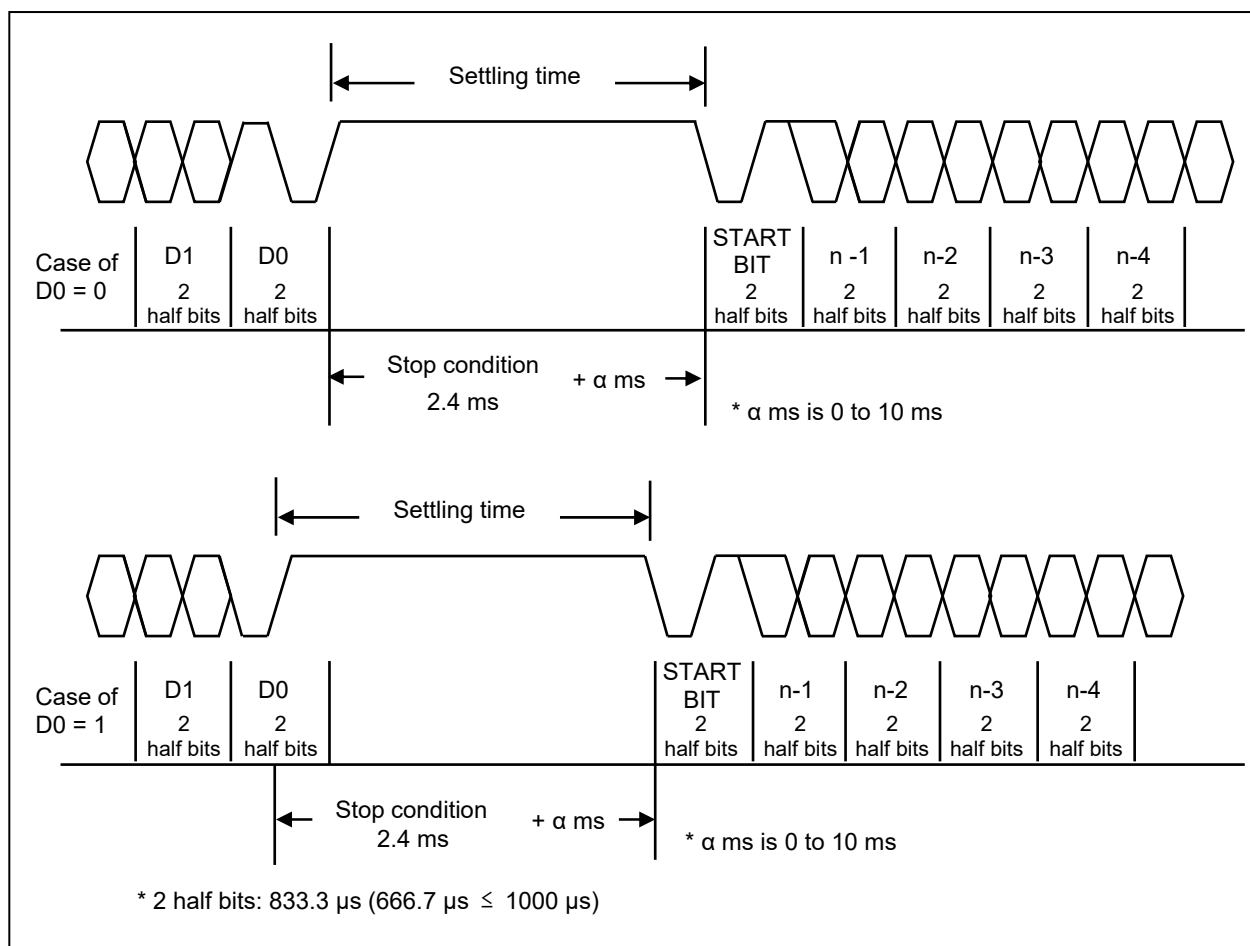 Settling time
Case of
D0 = 0
D1
2
half bits
D0
2
half bits
START
BIT
2
half bits
n -1
2
half bits
n-2
2
half bits
n-3
2
half bits
n-4
2
half bits
Stop condition
2.4 ms
+ α ms
* α ms is 0 to 10 ms
Settling time
Case of
D0 = 1
D1
2
half bits
D0
2
half bits
START
BIT
2
half bits
n-1
2
half bits
n-2
2
half bits
n-3
2
half bits
n-4
2
half bits
Stop condition
2.4 ms
+ α ms
* α ms is 0 to 10 ms
* 2 half bits: 833.3 μs (666.7 μs ≤ 1000 μs)